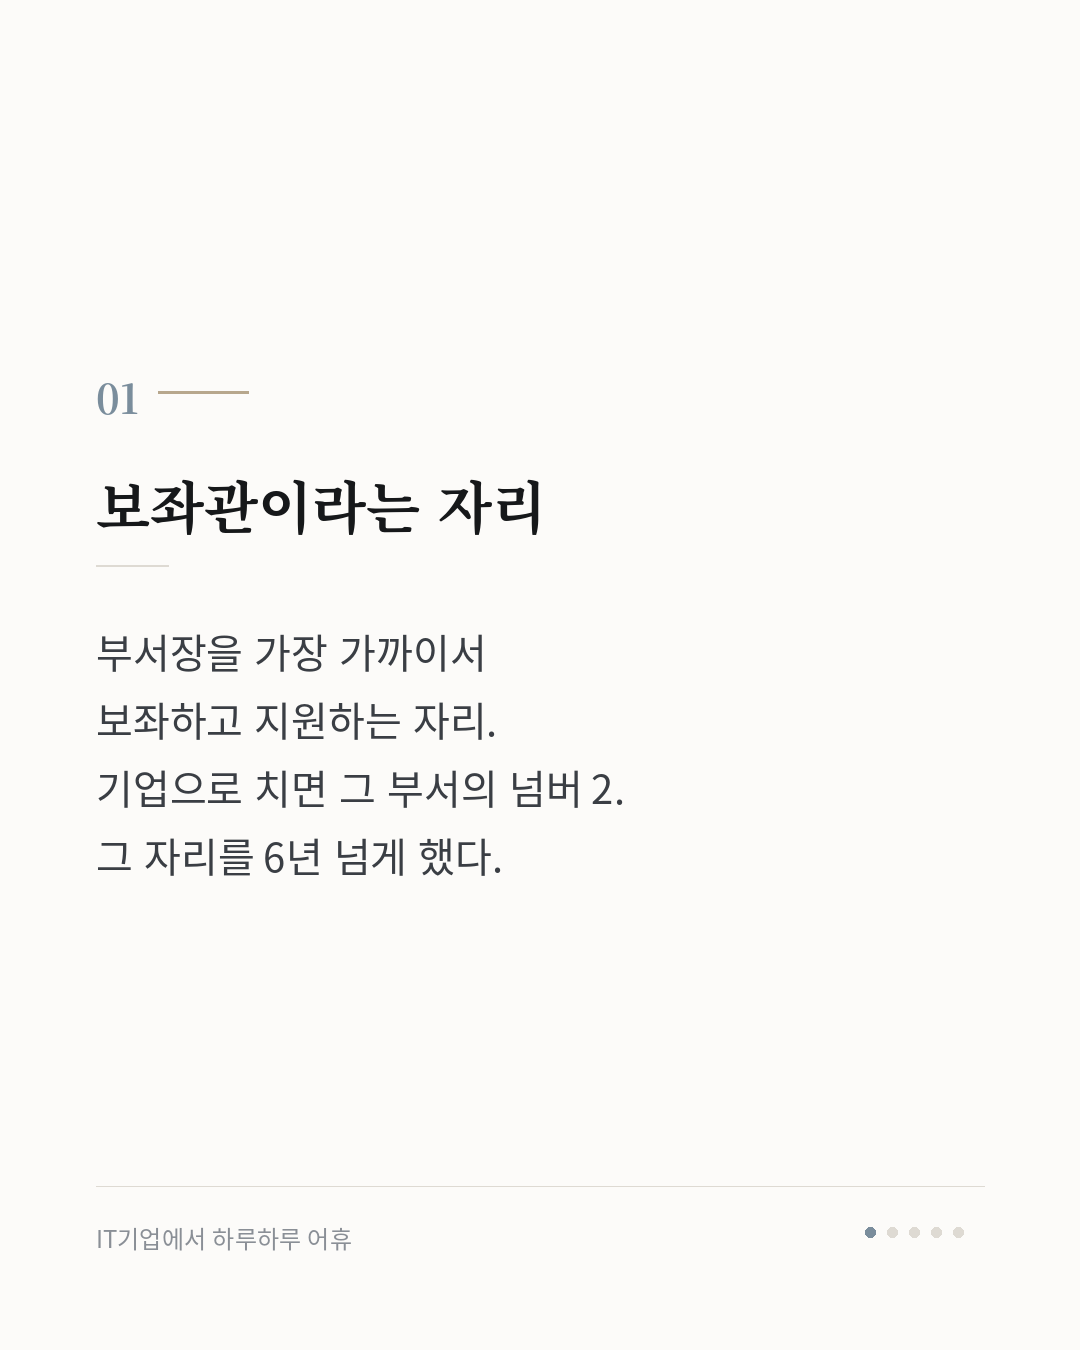 01
보좌관이라는 자리
부서장을 가장 가까이서
보좌하고 지원하는 자리.
기업으로 치면 그 부서의 넘버 2.
그 자리를 6년 넘게 했다.
IT기업에서 하루하루 어휴